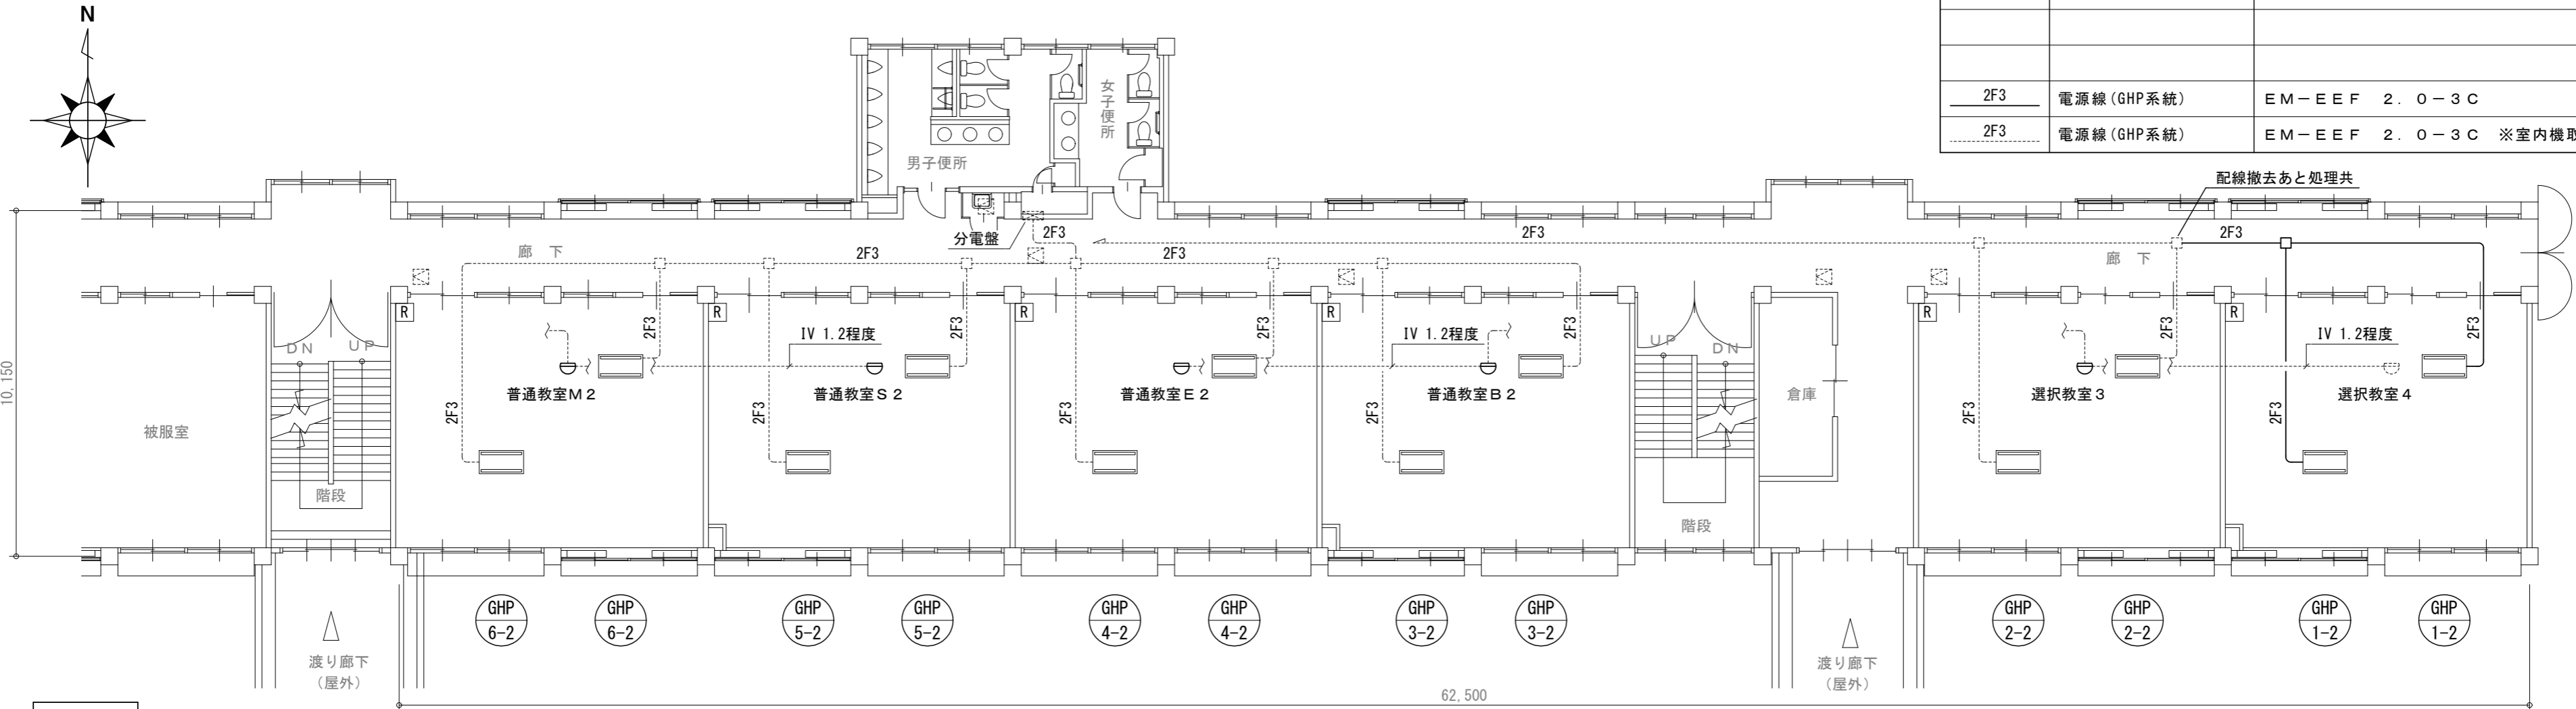 N
2F3 電源線(GHP系統) EM－EEF 2.0－3C
2F3 電源線(GHP系統) EM－EEF 2.0－3C ※室内機取
配線撤去あと処理共
女子便所
男子便所
分電盤
2F3
2F3
2F3
廊 下
2F3
2F3
廊 下
10,150
R
R
R
R
R
R
DN
UP
2F3
IV 1.2程度
2F3
2F3
IV 1.2程度
2F3
UP
DN
2F3
IV 1.2程度
2F3
被服室
普通教室M2
普通教室S2
普通教室E2
普通教室B2
倉庫
選択教室3
選択教室4
2F3
2F3
2F3
2F3
2F3
2F3
階段
階段
GHP
6-2
GHP
6-2
GHP
5-2
GHP
5-2
GHP
4-2
GHP
4-2
GHP
3-2
GHP
3-2
GHP
2-2
GHP
2-2
GHP
1-2
GHP
1-2
渡り廊下
(屋外)
渡り廊下
(屋外)
62,500